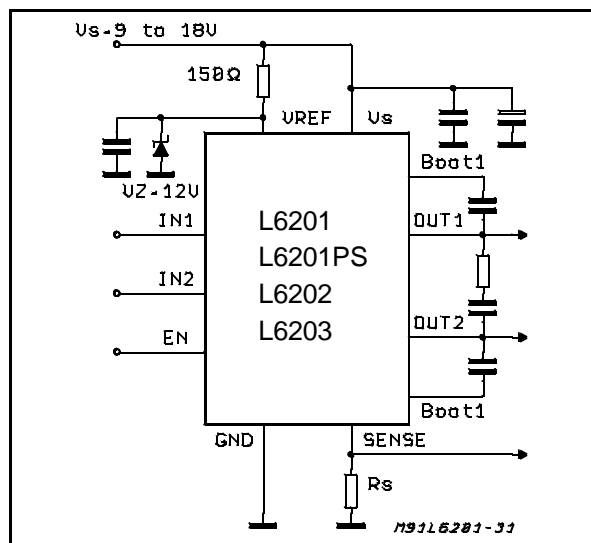 Vs=9 to 18V
150Ω
VREF
Vs
VZ=12V
Boot1
IN1
L6201
OUT1
L6201PS
IN2
L6202
OUT2
L6203
EN
Boot1
GND
SENSE
Rs
M91L6201-31